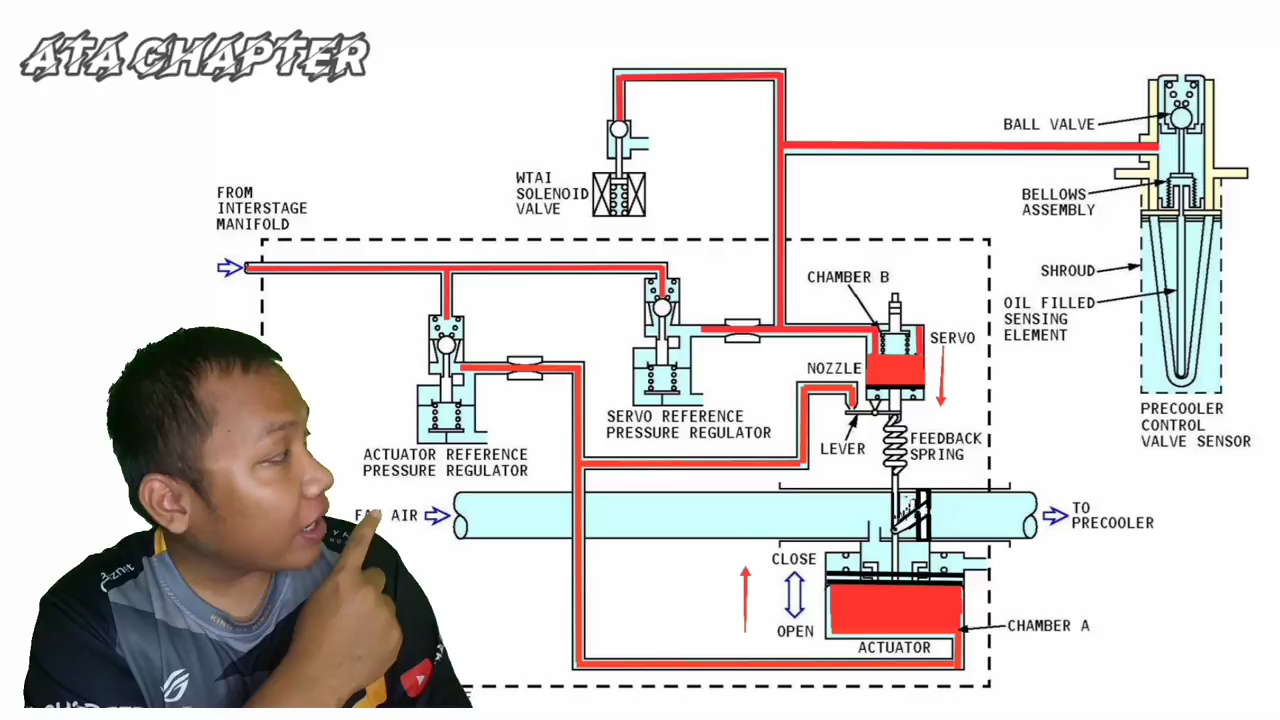 ATA CHAPTER
BALL VALVE
WTAI
SOLENOID
VALVE
FROM
INTERSTAGE
MANIFOLD
BELLOWS
ASSEMBLY
SHROUD
CHAMBER B
OIL FILLED
SENSING
ELEMENT
SERVO
NOZZLE
SERVO REFERENCE
PRESSURE REGULATOR
PRECOOLER
CONTROL
VALVE SENSOR
LEVER
FEEDBACK
SPRING
ACTUATOR REFERENCE
PRESSURE REGULATOR
AIR
TO
PRECOOLER
CLOSE
OPEN
CHAMBER A
ACTUATOR